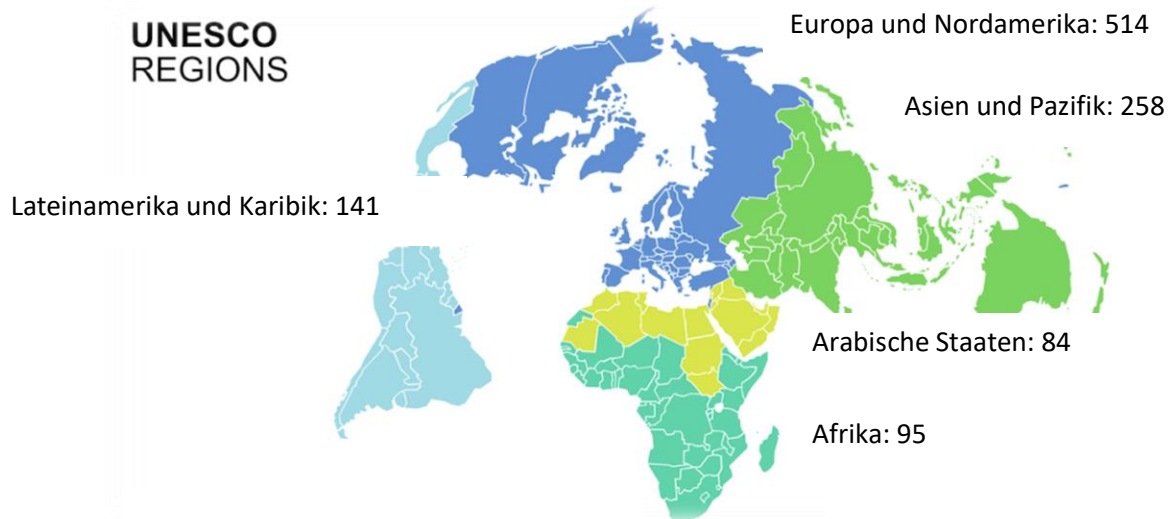 UNESCO
REGIONS
Europa und Nordamerika: 514
Asien und Pazifik: 258
Lateinamerika und Karibik: 141
Arabische Staaten: 84
Afrika: 95